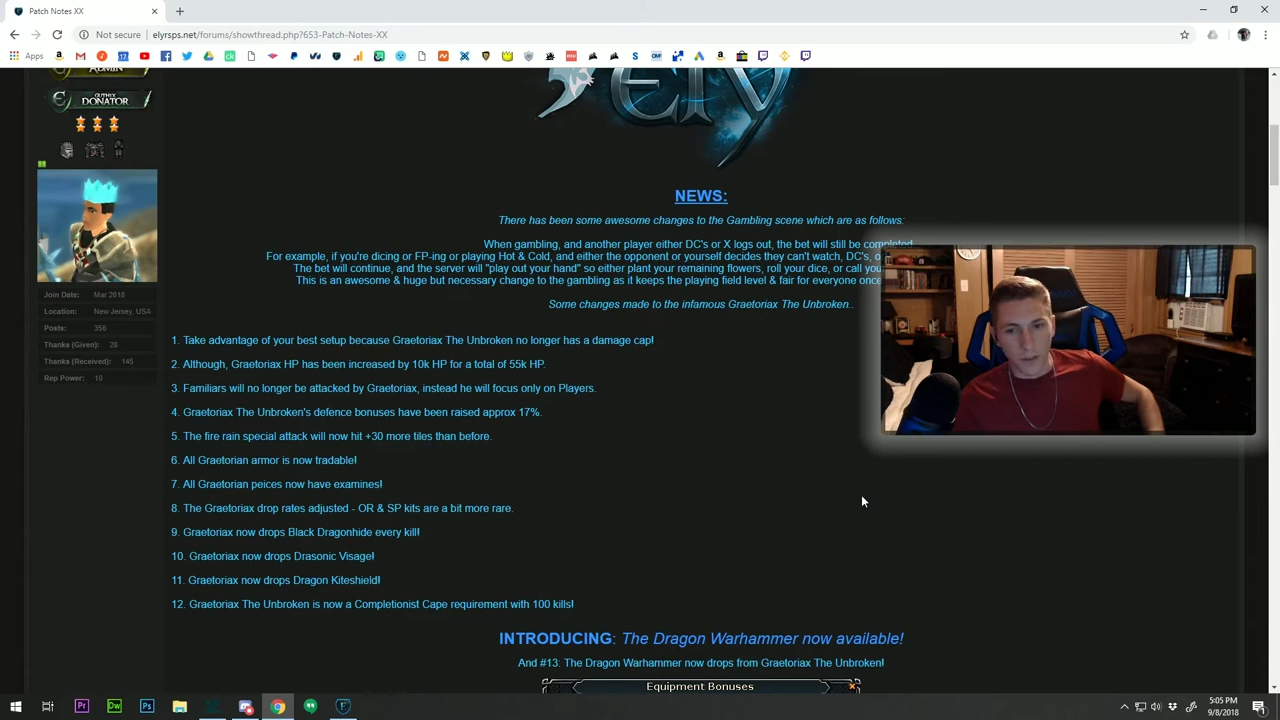 Patch Notes XX
Not secure
elyrsps.net/forums/showthread.php?653-Patch-Notes-XX
Apps
ADMIN
GUTHIX
DONATOR
Ely
NEWS:
There has been some awesome changes to the Gambling scene which are as follows:
When gambling, and another player either DC's or X logs out, the bet will still be completed
For example, if you're dicing or FP-ing or playing Hot & Cold, and either the opponent or yourself decides they can't watch, DC's, o
The bet will continue, and the server will "play out your hand" so either plant your remaining flowers, roll your dice, or call you
This is an awesome & huge but necessary change to the gambling as it keeps the playing field level & fair for everyone once
Some changes made to the infamous Graetoriax The Unbroken..
Join Date: Mar 2018
Location: New Jersey, USA
Posts: 356
Thanks (Given): 28
Thanks (Received): 145
Rep Power: 10
1. Take advantage of your best setup because Graetoriax The Unbroken no longer has a damage cap!
2. Although, Graetoriax HP has been increased by 10k HP for a total of 55k HP.
3. Familiars will no longer be attacked by Graetoriax, instead he will focus only on Players.
4. Graetoriax The Unbroken's defence bonuses have been raised approx 17%.
5. The fire rain special attack will now hit +30 more tiles than before.
6. All Graetorian armor is now tradable!
7. All Graetorian peices now have examines!
8. The Graetoriax drop rates adjusted - OR & SP kits are a bit more rare.
9. Graetoriax now drops Black Dragonhide every kill!
10. Graetoriax now drops Drasonic Visage!
11. Graetoriax now drops Dragon Kiteshield!
12. Graetoriax The Unbroken is now a Completionist Cape requirement with 100 kills!
INTRODUCING: The Dragon Warhammer now available!
And #13: The Dragon Warhammer now drops from Graetoriax The Unbroken!
Equipment Bonuses
5:05 PM
9/8/2018